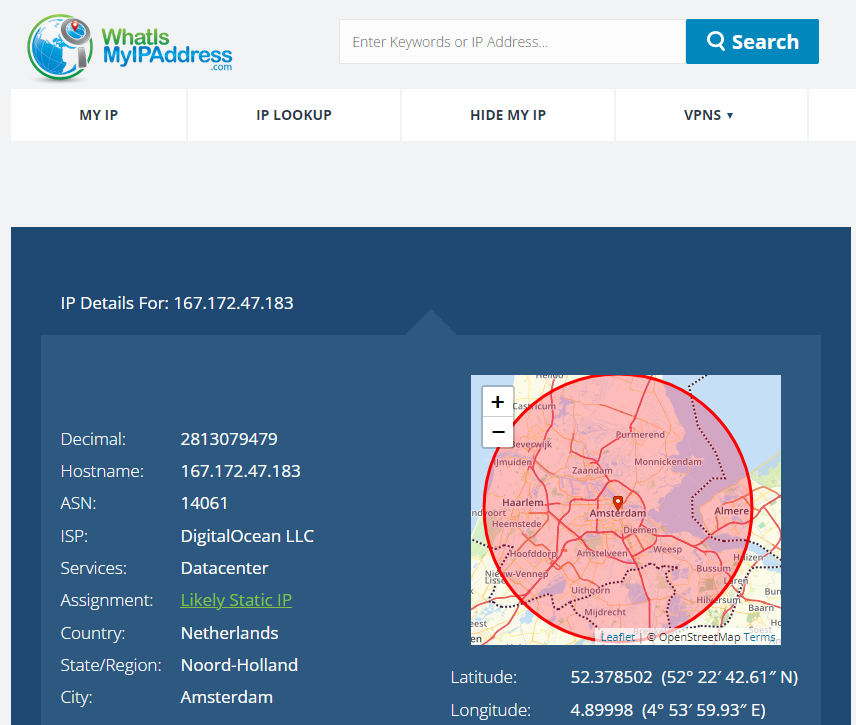 WhatIs
MyIPAddress
.com
Enter Keywords or IP Address...
Search
MY IP
IP LOOKUP
HIDE MY IP
VPNS ▾
IP Details For: 167.172.47.183
Decimal: 2813079479
Hostname: 167.172.47.183
ASN: 14061
ISP: DigitalOcean LLC
Services: Datacenter
Assignment: Likely Static IP
Country: Netherlands
State/Region: Noord-Holland
City: Amsterdam
+
−
Castricum
Beverwijk
IJmuiden
Purmerend
Monnickendam
Zaandam
Haarlem
Amsterdam
Almere
Heemstede
Diemen
Hoofddorp
Amstelveen
Weesp
Huizen
Bussum
Nieuw-Vennep
Laren
Uithoorn
Hilversum
Baarn
Mijdrecht
Leaflet | © OpenStreetMap Terms
Latitude: 52.378502 (52° 22′ 42.61″ N)
Longitude: 4.89998 (4° 53′ 59.93″ E)